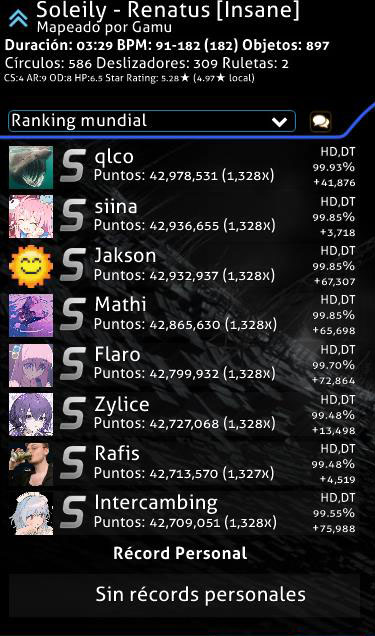 Soleily - Renatus [Insane]
Mapeado por Gamu
Duración: 03:29 BPM: 91-182 (182) Objetos: 897
Círculos: 586 Deslizadores: 309 Ruletas: 2
CS:4 AR:9 OD:8 HP:6.5 Star Rating: 5.28★ (4.97★ local)
Ranking mundial
S qlco HD,DT
Puntos: 42,978,531 (1,328x) 99.93%
+41,876
S siina HD,DT
Puntos: 42,936,655 (1,328x) 99.85%
+3,718
S Jakson HD,DT
Puntos: 42,932,937 (1,328x) 99.85%
+67,307
S Mathi HD,DT
Puntos: 42,865,630 (1,328x) 99.85%
+65,698
S Flaro HD,DT
Puntos: 42,799,932 (1,328x) 99.70%
+72,864
S Zylice HD,DT
Puntos: 42,727,068 (1,328x) 99.48%
+13,498
S Rafis HD,DT
Puntos: 42,713,570 (1,327x) 99.48%
+4,519
S Intercambing HD,DT
Puntos: 42,709,051 (1,328x) 99.55%
+75,988
Récord Personal
Sin récords personales